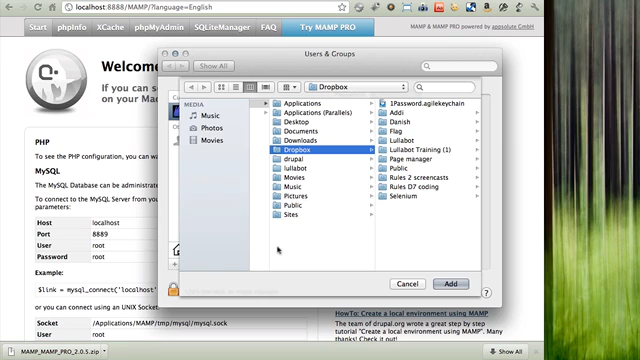 localhost:8888/MAMP/?language=English
Start phpInfo XCache phpMyAdmin SQLiteManager FAQ Try MAMP PRO MAMP & MAMP PRO powered by appsolute GmbH
Users & Groups
Show All
Welcome
If you can se
on your Mac
Dropbox
MEDIA
Music
Photos
Movies
Applications
Applications (Parallels)
Desktop
Documents
Downloads
Dropbox
drupal
lullabot
Movies
Music
Pictures
Public
Sites
1Password.agilekeychain
Addi
Danish
Flag
Lullabot
Lullabot Training (1)
Page manager
Public
Rules 2 screencasts
Rules D7 coding
Selenium
Cancel Add
PHP
To see the PHP configuration, you can wa
MySQL
The MySQL Database can be administrate
To connect to the MySQL Server from you
parameters:
Host localhost
Port 8889
User root
Password root
Example:
$link = mysql_connect('localhost'
or you can connect using an UNIX Socket:
Socket /Applications/MAMP/tmp/mysql/mysql.sock
User root
HowTo: Create a local environment using MAMP
The team of drupal.org wrote a great step by step
tutorial "Create a local environment using MAMP".
Many thanks! Check it out!
MAMP_MAMP_PRO_2.0.5.zip
Show All